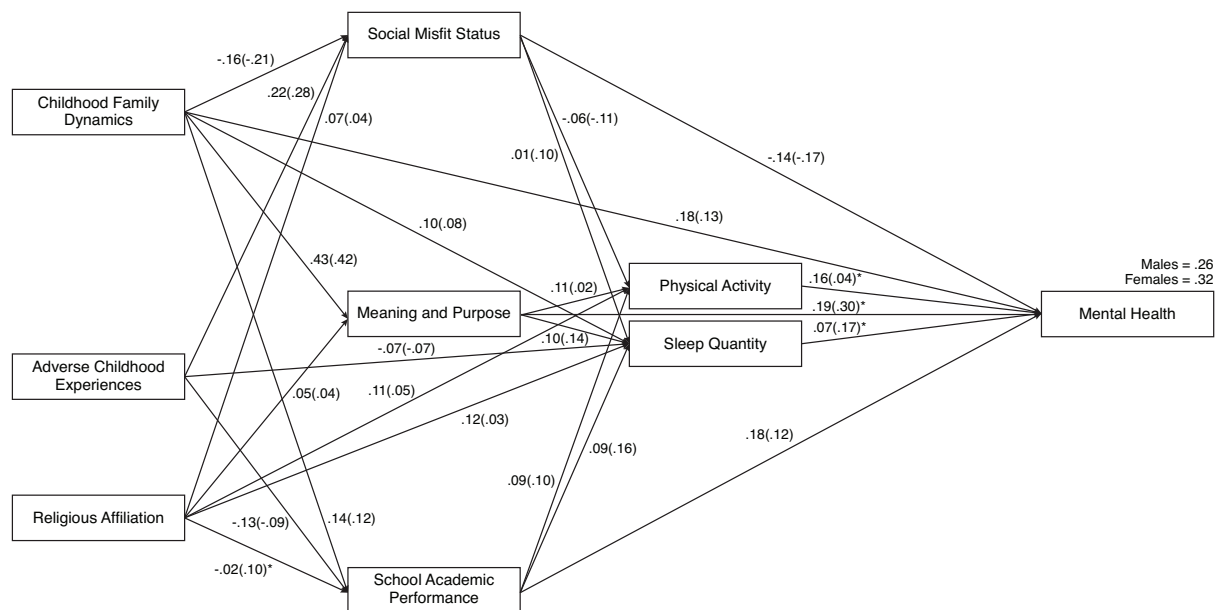 Social Misfit Status
-.16(-.21)
Childhood Family
Dynamics
.22(.28)
.07(.04)
-.06(-.11)
.01(.10)
-.14(-.17)
.10(.08)
.18(.13)
.43(.42)
Males = .26
Females = .32
Physical Activity
.16(.04)*
.11(.02)
Meaning and Purpose
.19(.30)*
Mental Health
.07(.17)*
Sleep Quantity
.10(.14)
-.07(-.07)
Adverse Childhood
Experiences
.05(.04)
.11(.05)
.12(.03)
.09(.16)
.18(.12)
.09(.10)
Religious Affiliation
-.13(-.09)
.14(.12)
-.02(.10)*
School Academic
Performance